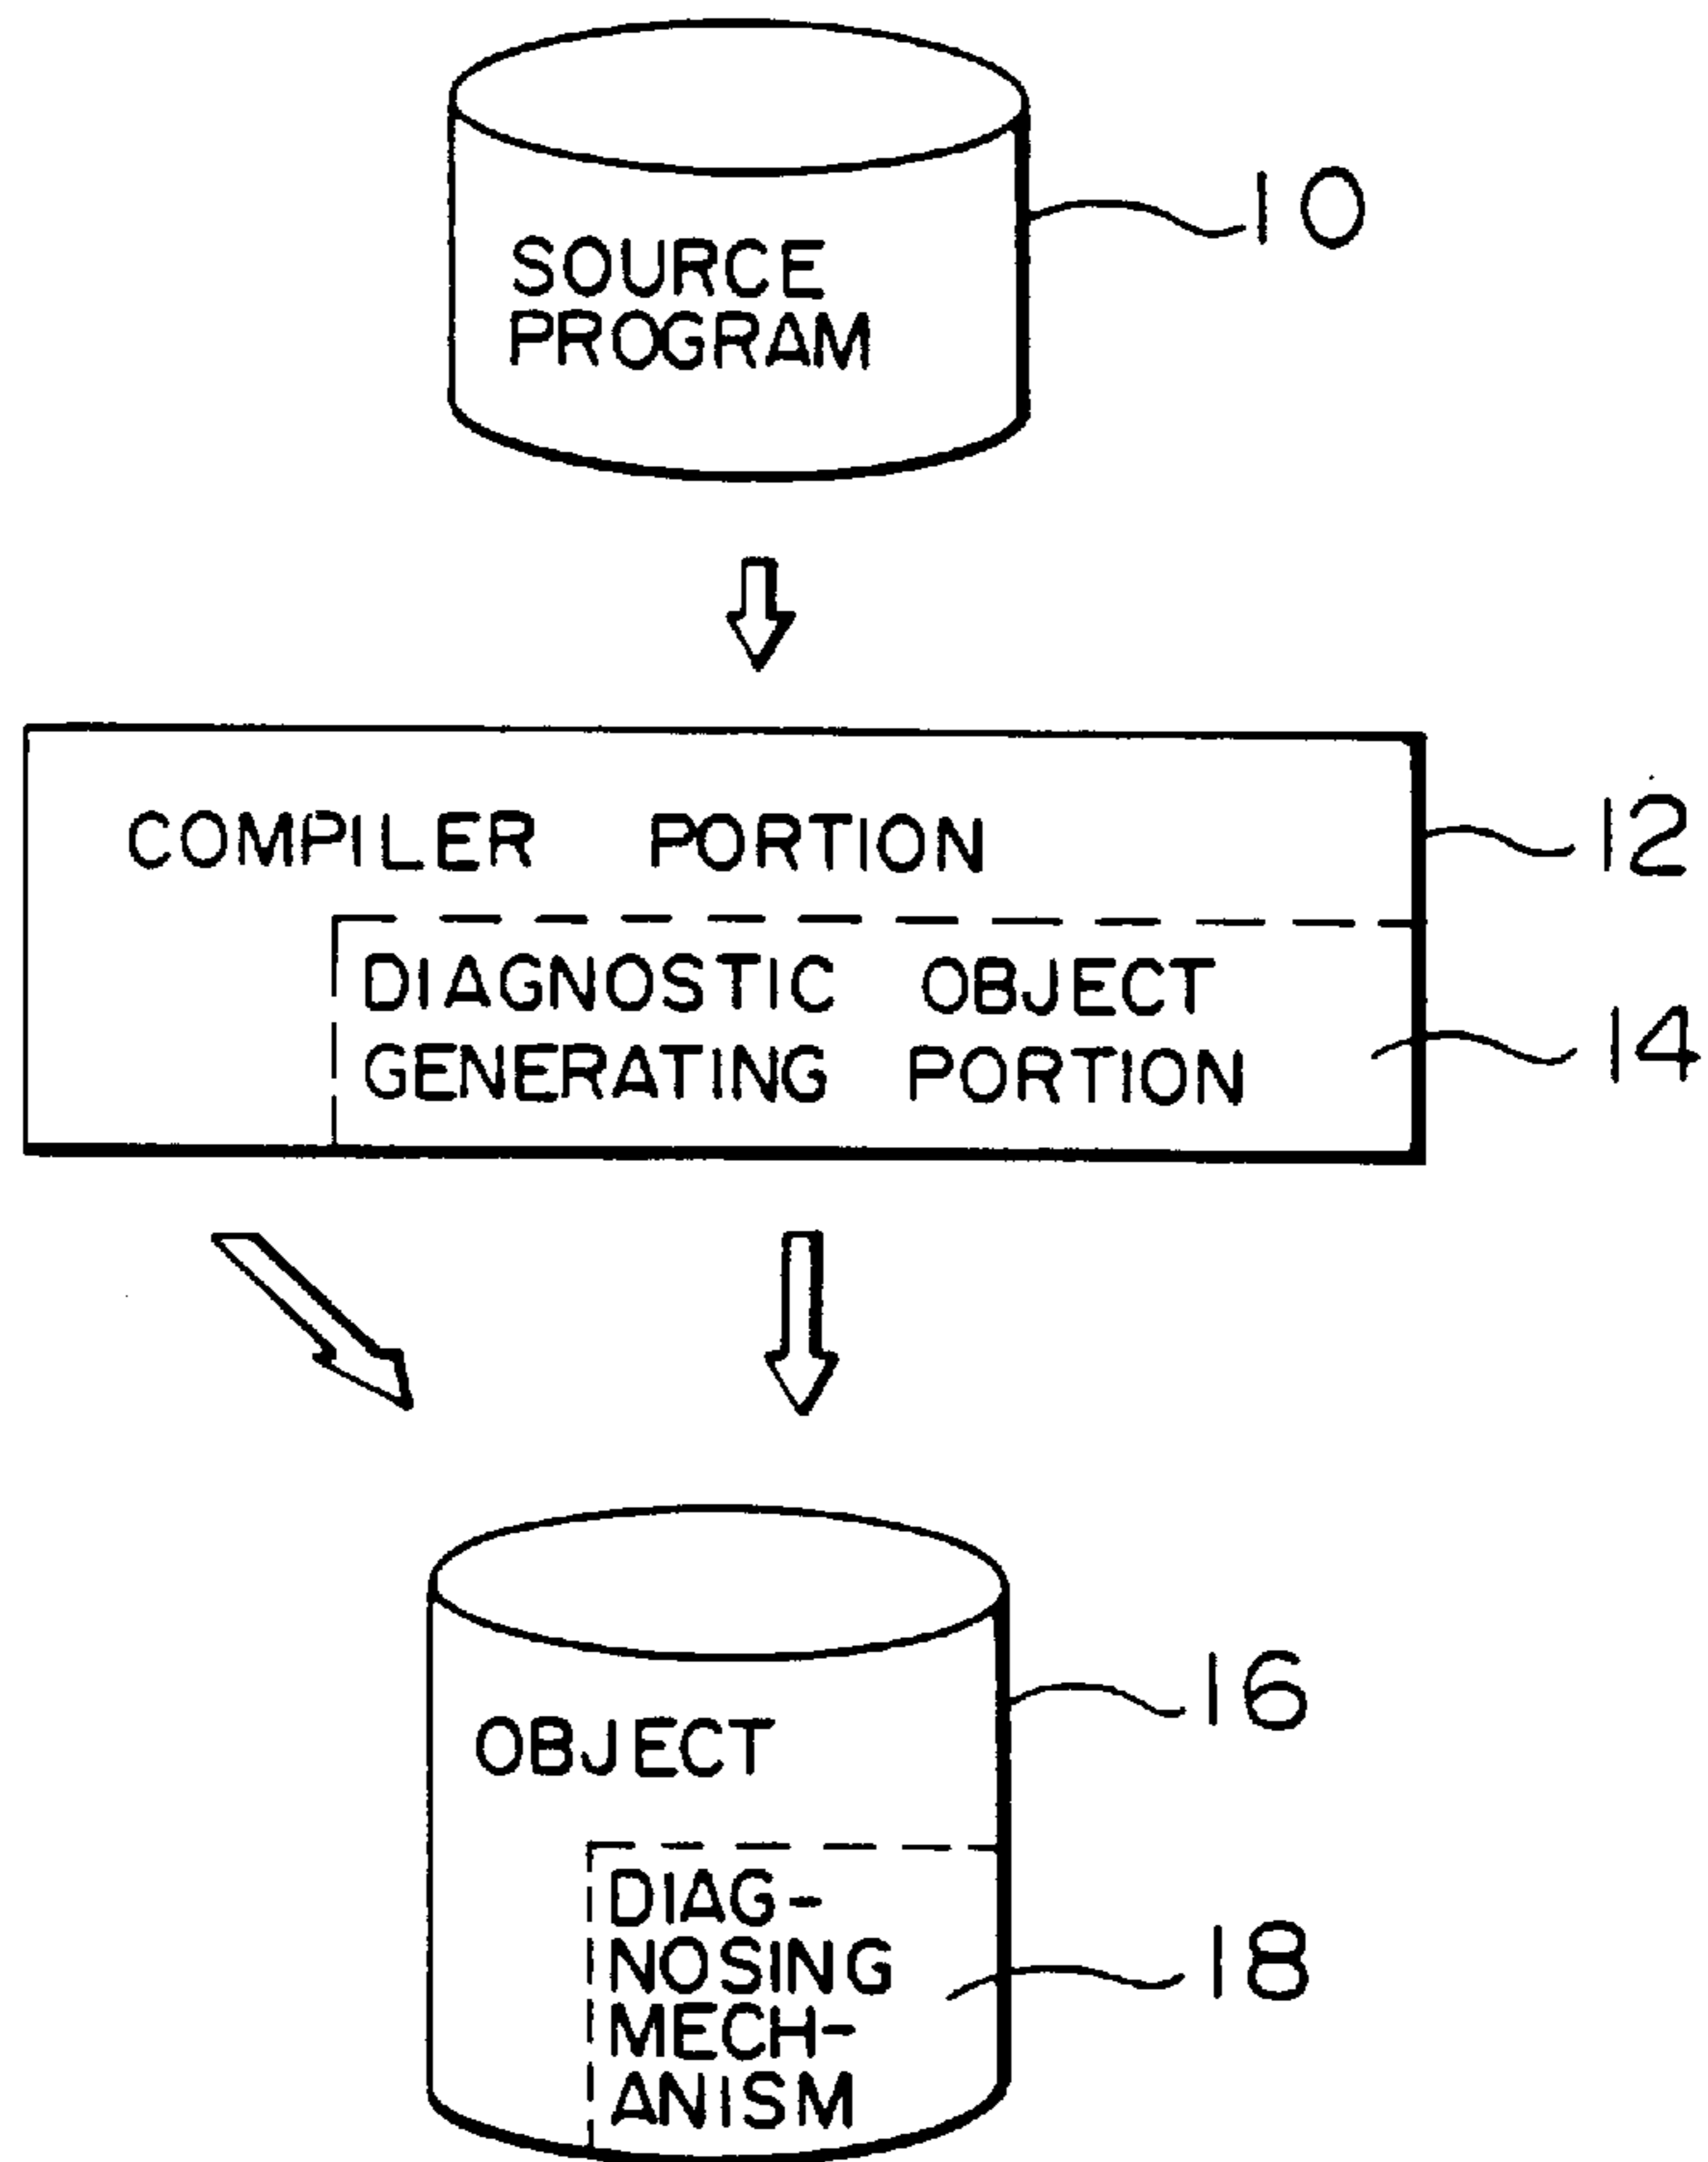 10
SOURCE
PROGRAM
COMPILER PORTION
12
DIAGNOSTIC OBJECT
GENERATING PORTION
14
16
OBJECT
DIAG-
NOSING
MECH-
ANISM
18